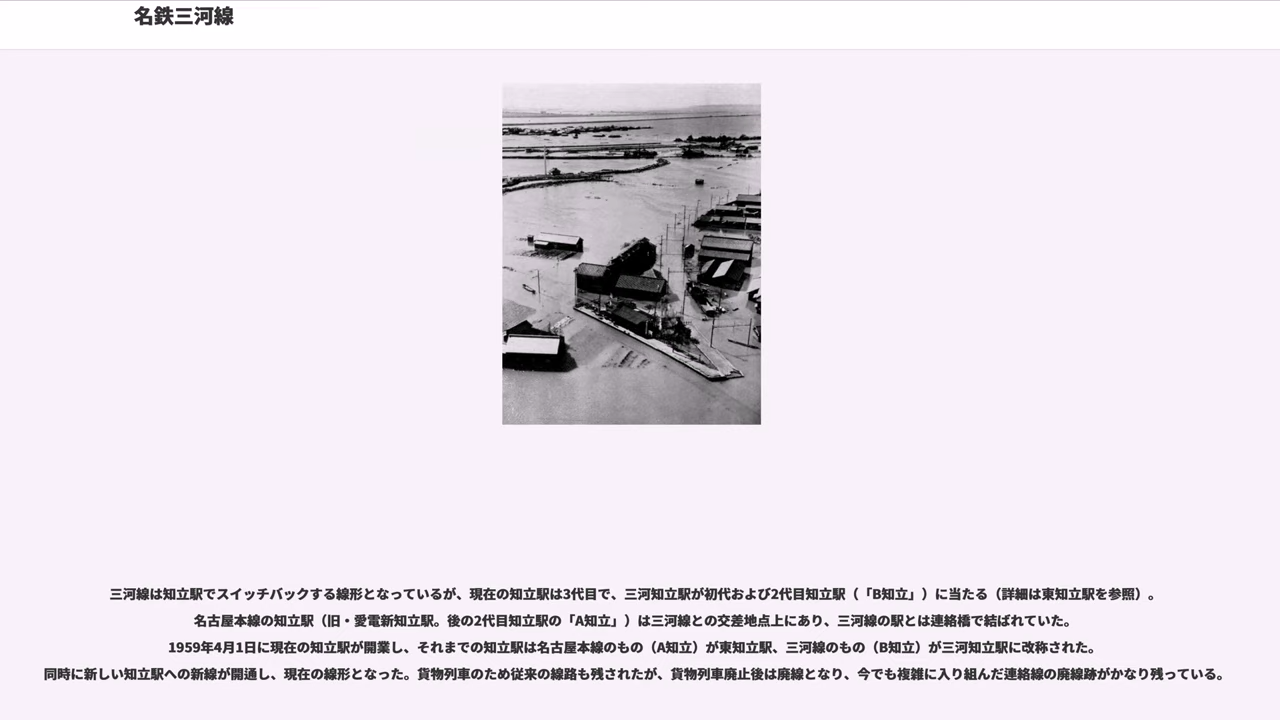 名鉄三河線
三河線は知立駅でスイッチバックする線形となっているが、現在の知立駅は3代目で、三河知立駅が初代および2代目知立駅（「B知立」）に当たる（詳細は東知立駅を参照）。
名古屋本線の知立駅（旧・愛電新知立駅。後の2代目知立駅の「A知立」）は三河線との交差地点上にあり、三河線の駅とは連絡橋で結ばれていた。
1959年4月1日に現在の知立駅が開業し、それまでの知立駅は名古屋本線のもの（A知立）が東知立駅、三河線のもの（B知立）が三河知立駅に改称された。
同時に新しい知立駅への新線が開通し、現在の線形となった。貨物列車のため従来の線路も残されたが、貨物列車廃止後は廃線となり、今でも複雑に入り組んだ連絡線の廃線跡がかなり残っている。